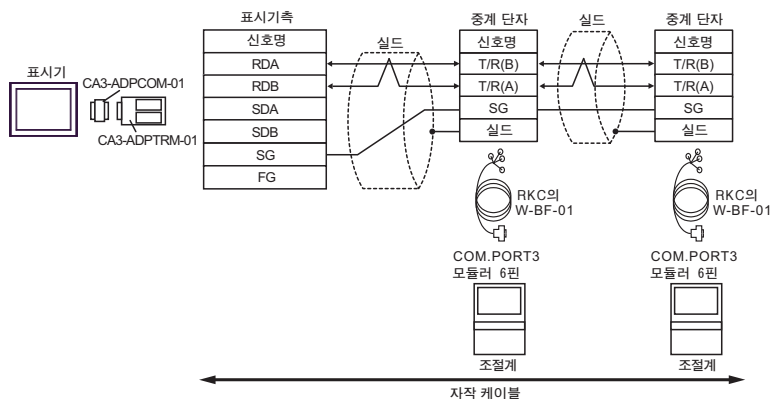 표시기
CA3-ADPCOM-01
CA3-ADPTRM-01
표시기측
신호명
RDA
RDB
SDA
SDB
SG
FG
실드
중계 단자
신호명
T/R(B)
T/R(A)
SG
실드
실드
중계 단자
신호명
T/R(B)
T/R(A)
SG
실드
RKC의
W-BF-01
RKC의
W-BF-01
COM.PORT3
모듈러 6핀
COM.PORT3
모듈러 6핀
조절계
조절계
자작 케이블